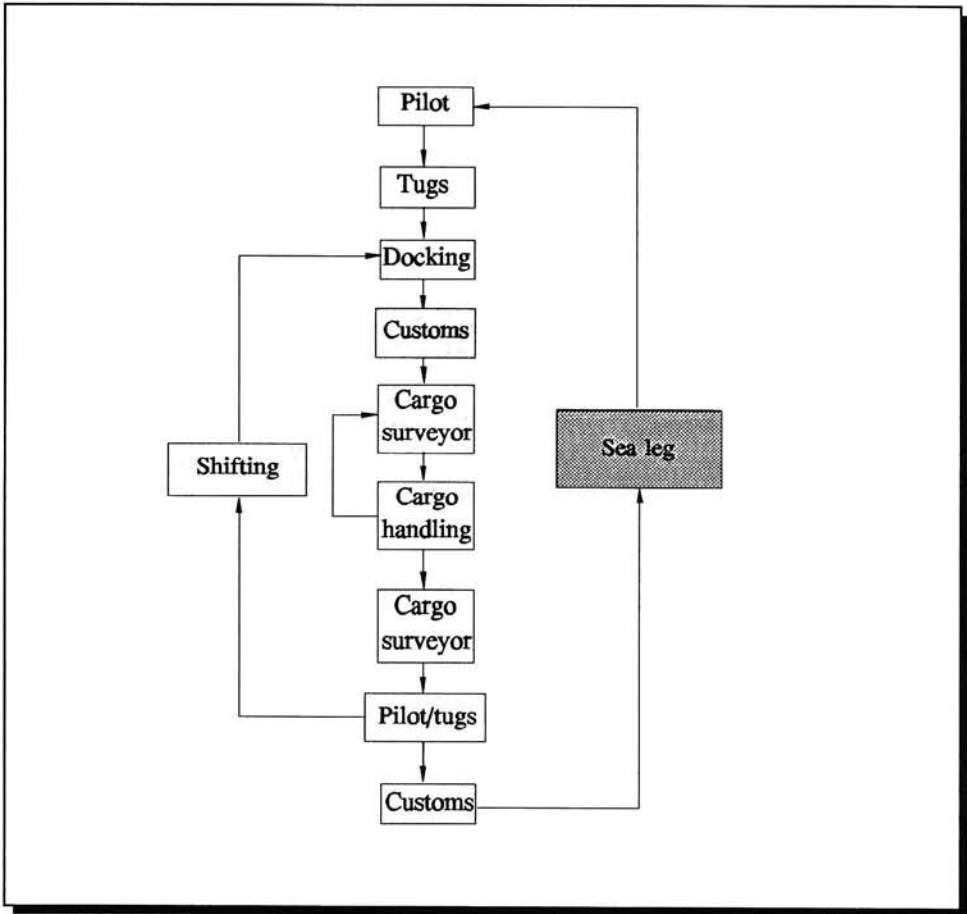 Pilot
Tugs
Docking
Customs
Cargo
surveyor
Shifting
Sea leg
Cargo
handling
Cargo
surveyor
Pilot/tugs
Customs